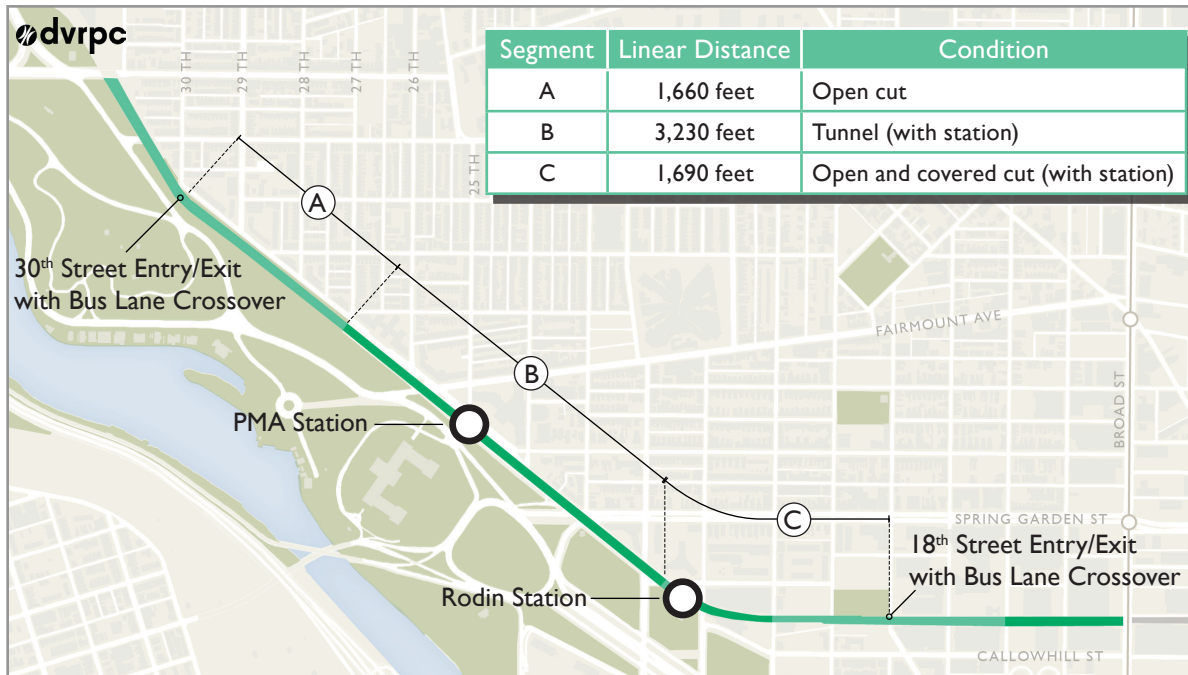 dvrpc
Segment Linear Distance Condition
A 1,660 feet Open cut
B 3,230 feet Tunnel (with station)
C 1,690 feet Open and covered cut (with station)
30 TH
29 TH
28 TH
27 TH
26 TH
25 TH
A
30th Street Entry/Exit
with Bus Lane Crossover
FAIRMOUNT AVE
BROAD ST
B
PMA Station
C
SPRING GARDEN ST
18th Street Entry/Exit
with Bus Lane Crossover
Rodin Station
CALLOWHILL ST